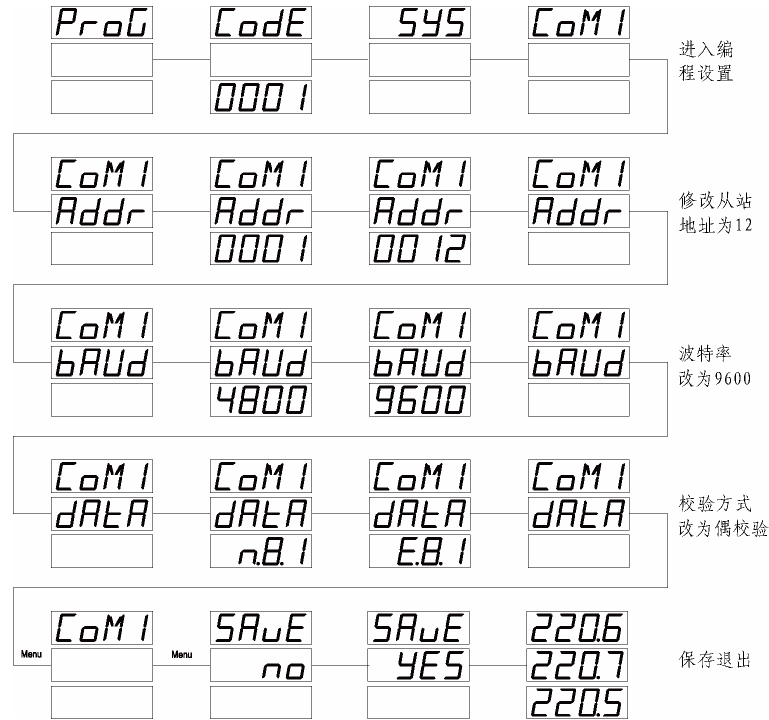 ProG CodE SYS CoM1
0001
进入编
程设置
CoM1 CoM1 CoM1 CoM1
Addr Addr Addr Addr
0001 0012
修改从站
地址为12
CoM1 CoM1 CoM1 CoM1
bAUd bAUd bAUd bAUd
4800 9600
波特率
改为9600
CoM1 CoM1 CoM1 CoM1
dAtA dAtA dAtA dAtA
n.8.1 E.8.1
校验方式
改为偶校验
CoM1 SAvE SAvE 220.6
Menu Menu no YES 220.7
220.5
保存退出